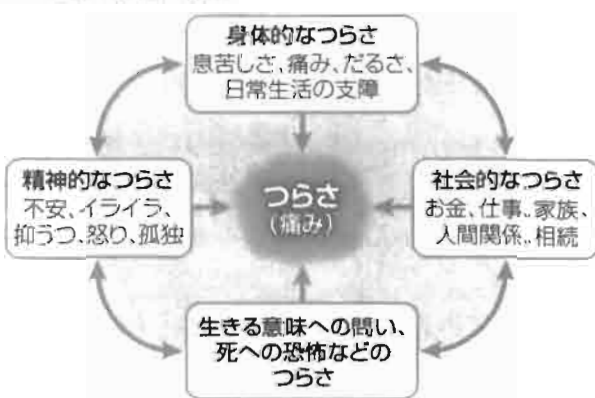 身体的なつらさ
息苦しさ、痛み、だるさ、
日常生活の支障
精神的なつらさ
不安、イライラ、
抑うつ、怒り、孤独
つらさ
(痛み)
社会的なつらさ
お金、仕事、家族、
人間関係、相続
生きる意味への問い、
死への恐怖などの
つらさ